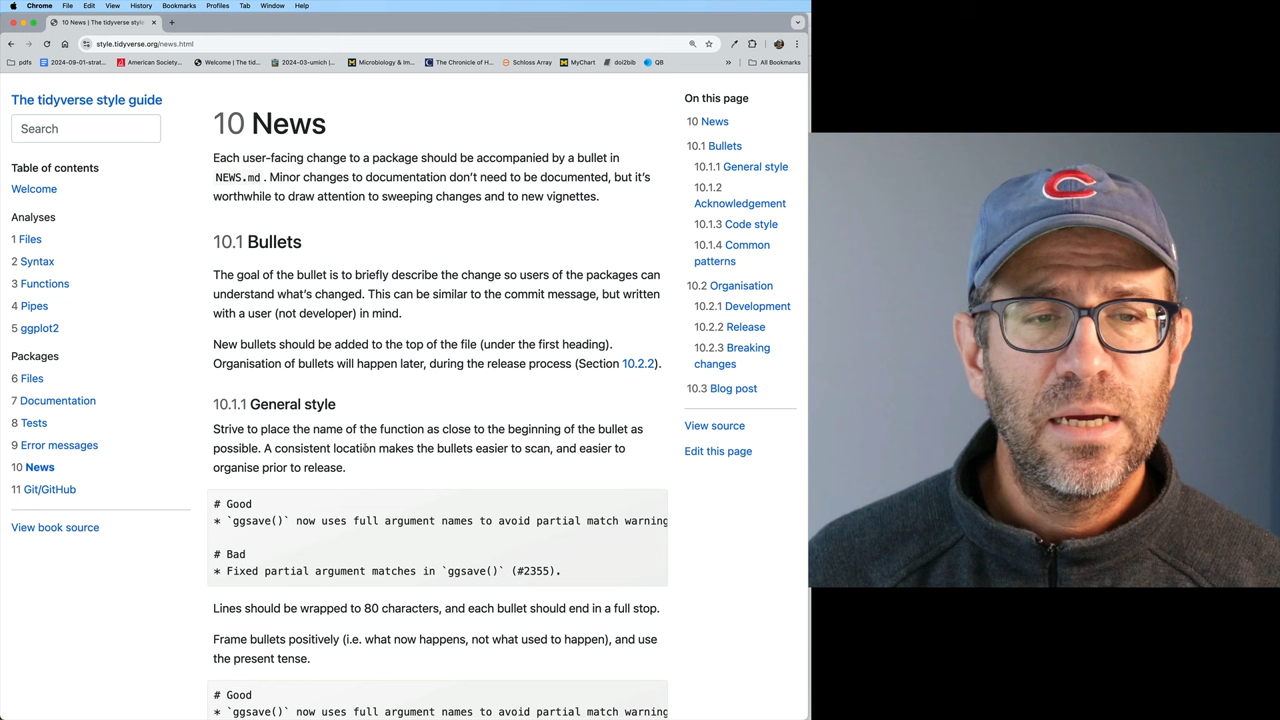 Chrome File Edit View History Bookmarks Profiles Tab Window Help
10 News | The tidyverse style
style.tidyverse.org/news.html
pdfs 2024-09-01-strat... American Society... Welcome | The tid... 2024-03-umich |... Microbiology & Im... The Chronicle of H... Schloss Array MyChart doi2bib QB » All Bookmarks
The tidyverse style guide
Search
Table of contents
Welcome
Analyses
1 Files
2 Syntax
3 Functions
4 Pipes
5 ggplot2
Packages
6 Files
7 Documentation
8 Tests
9 Error messages
10 News
11 Git/GitHub
View book source
10 News
Each user-facing change to a package should be accompanied by a bullet in
NEWS.md . Minor changes to documentation don't need to be documented, but it's
worthwhile to draw attention to sweeping changes and to new vignettes.
10.1 Bullets
The goal of the bullet is to briefly describe the change so users of the packages can
understand what's changed. This can be similar to the commit message, but written
with a user (not developer) in mind.
New bullets should be added to the top of the file (under the first heading).
Organisation of bullets will happen later, during the release process (Section 10.2.2).
10.1.1 General style
Strive to place the name of the function as close to the beginning of the bullet as
possible. A consistent location makes the bullets easier to scan, and easier to
organise prior to release.
# Good
* `ggsave()` now uses full argument names to avoid partial match warning
# Bad
* Fixed partial argument matches in `ggsave()` (#2355).
Lines should be wrapped to 80 characters, and each bullet should end in a full stop.
Frame bullets positively (i.e. what now happens, not what used to happen), and use
the present tense.
# Good
* `ggsave()` now uses full argument names to avoid partial match warning
On this page
10 News
10.1 Bullets
10.1.1 General style
10.1.2
Acknowledgement
10.1.3 Code style
10.1.4 Common
patterns
10.2 Organisation
10.2.1 Development
10.2.2 Release
10.2.3 Breaking
changes
10.3 Blog post
View source
Edit this page
C